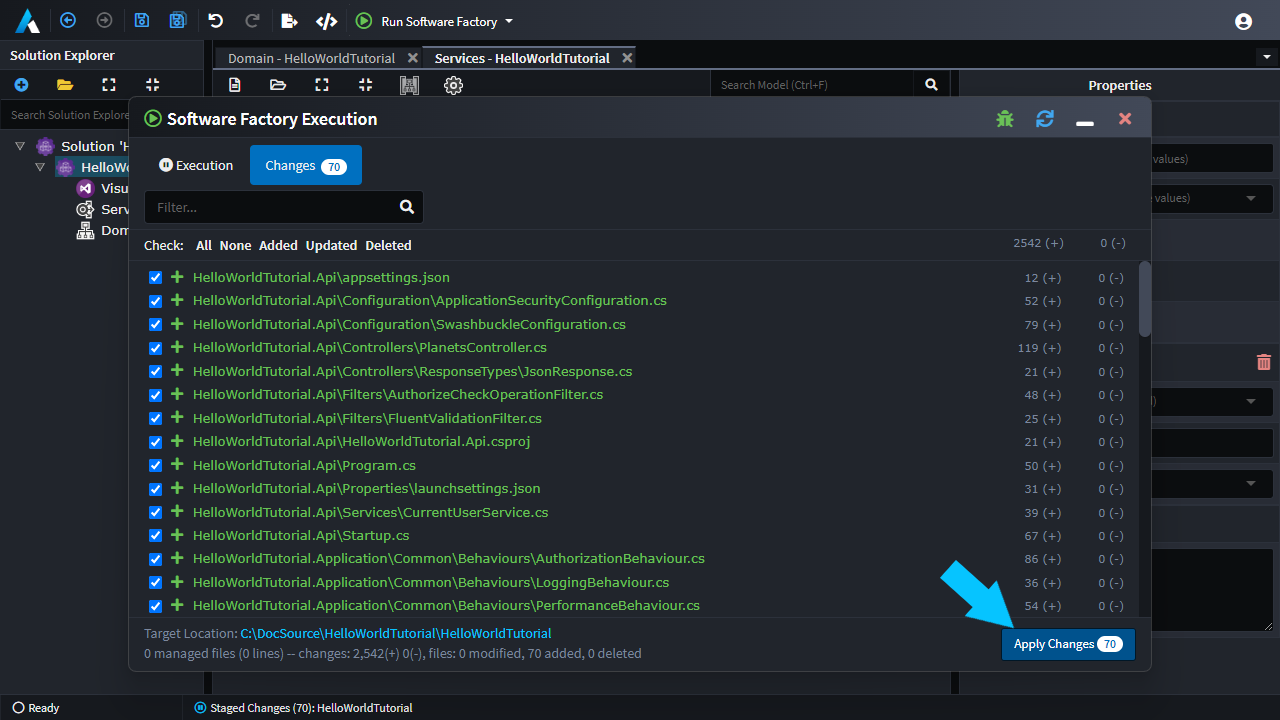 Run Software Factory
Solution Explorer
Domain - HelloWorldTutorial
Services - HelloWorldTutorial
Search Model (Ctrl+F)
Properties
Search Solution Explore
Software Factory Execution
Solution 'H
HelloWo
Visu
Serv
Dom
Execution
Changes 70
values)
values)
Filter...
Check: All None Added Updated Deleted 2542 (+) 0 (-)
HelloWorldTutorial.Api\appsettings.json 12 (+) 0 (-)
HelloWorldTutorial.Api\Configuration\ApplicationSecurityConfiguration.cs 52 (+) 0 (-)
HelloWorldTutorial.Api\Configuration\SwashbuckleConfiguration.cs 79 (+) 0 (-)
HelloWorldTutorial.Api\Controllers\PlanetsController.cs 119 (+) 0 (-)
HelloWorldTutorial.Api\Controllers\ResponseTypes\JsonResponse.cs 21 (+) 0 (-)
HelloWorldTutorial.Api\Filters\AuthorizeCheckOperationFilter.cs 48 (+) 0 (-)
HelloWorldTutorial.Api\Filters\FluentValidationFilter.cs 25 (+) 0 (-)
HelloWorldTutorial.Api\HelloWorldTutorial.Api.csproj 21 (+) 0 (-)
HelloWorldTutorial.Api\Program.cs 50 (+) 0 (-)
HelloWorldTutorial.Api\Properties\launchsettings.json 31 (+) 0 (-)
HelloWorldTutorial.Api\Services\CurrentUserService.cs 39 (+) 0 (-)
HelloWorldTutorial.Api\Startup.cs 67 (+) 0 (-)
HelloWorldTutorial.Application\Common\Behaviours\AuthorizationBehaviour.cs 86 (+) 0 (-)
HelloWorldTutorial.Application\Common\Behaviours\LoggingBehaviour.cs 36 (+) 0 (-)
HelloWorldTutorial.Application\Common\Behaviours\PerformanceBehaviour.cs 54 (+) 0 (-)
Target Location: C:\DocSource\HelloWorldTutorial\HelloWorldTutorial
0 managed files (0 lines) -- changes: 2,542(+) 0(-), files: 0 modified, 70 added, 0 deleted
Apply Changes 70
Ready
Staged Changes (70): HelloWorldTutorial